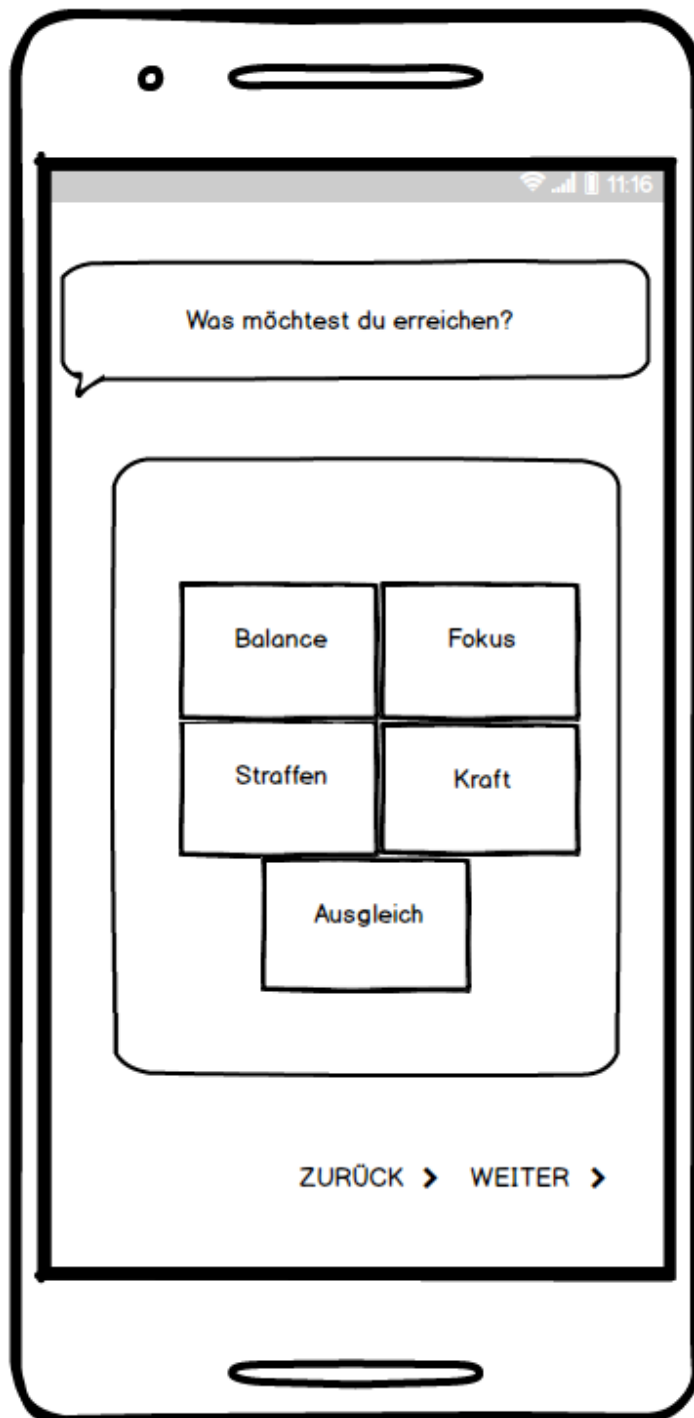 11:16
Was möchtest du erreichen?
Balance Fokus
Straffen Kraft
Ausgleich
ZURÜCK WEITER